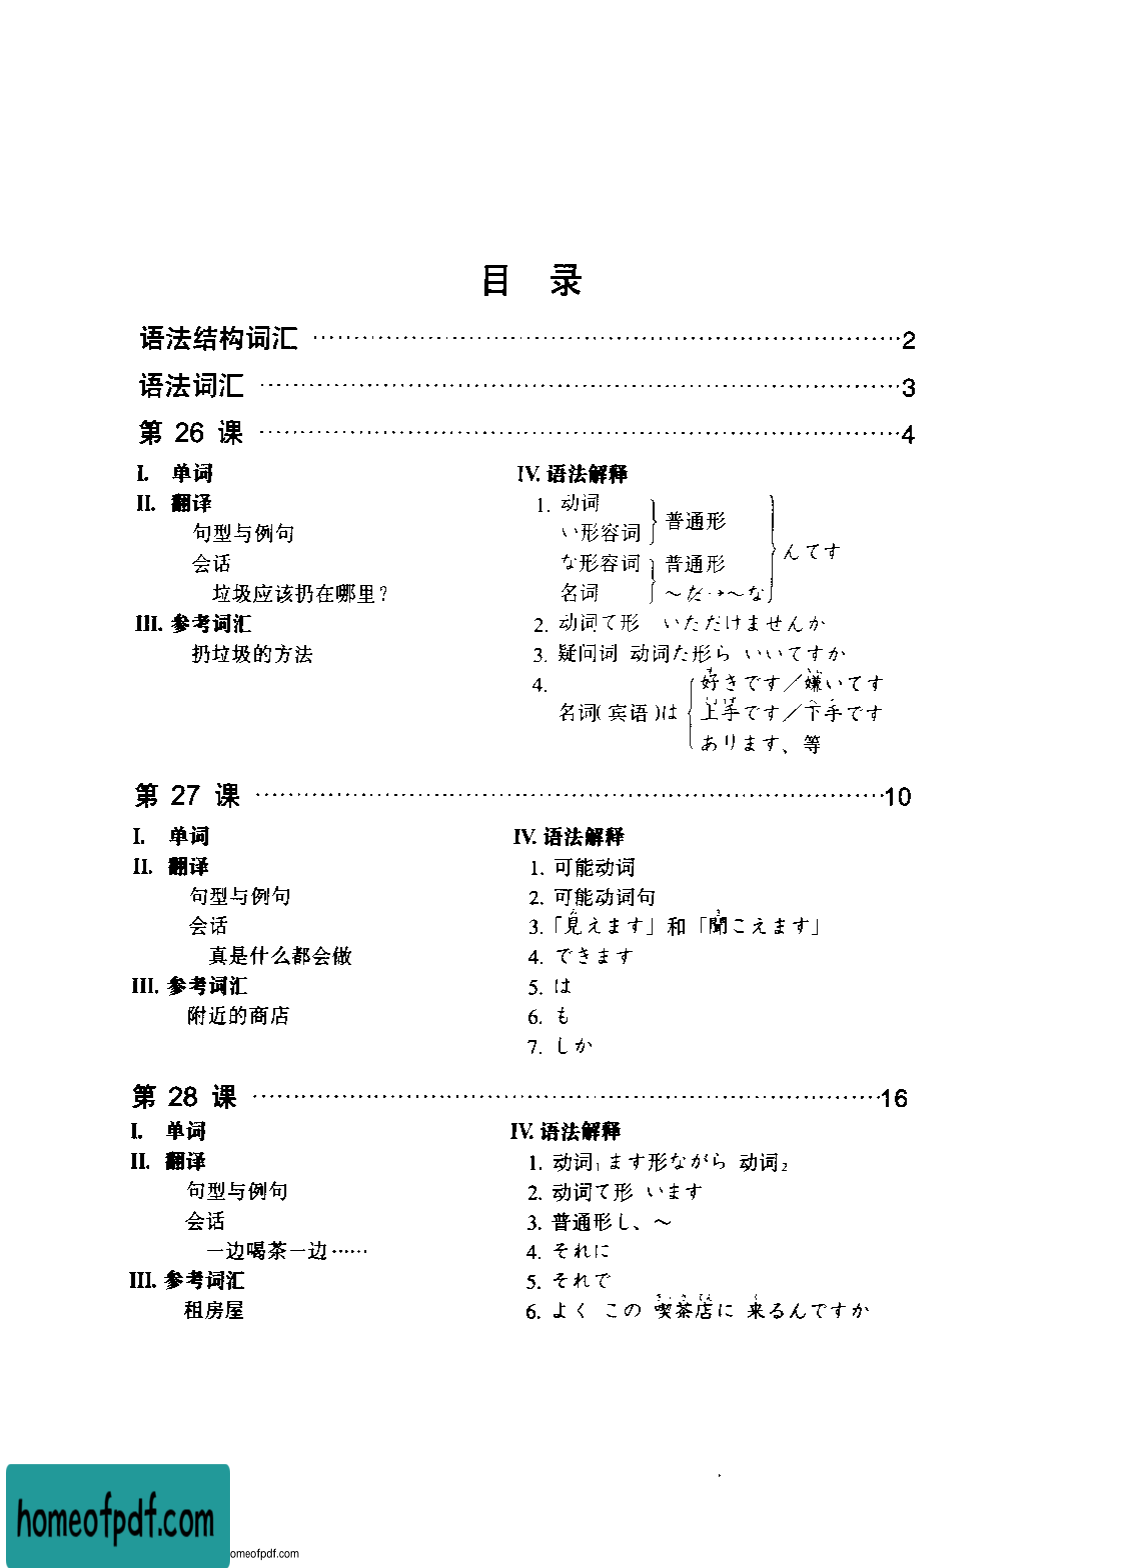 目 录
语法结构词汇 ……………………………………………… 2
语法词汇 ……………………………………………… 3
第 26 课 ……………………………………………… 4
I. 单词
II. 翻译
句型与例句
会话
垃圾应该扔在哪里？
III. 参考词汇
扔垃圾的方法
IV. 语法解释
1. 动词
い形容词
普通形
な形容词 普通形
名词 ～だ→～な
んてす
2. 动词て形 いただけませんか
3. 疑问词 动词た形ら いいてすか
4.
好きです／嫌いてす
名词(宾语)は 上手です／下手です
あります、等
第 27 课 ……………………………………………… 10
I. 单词
II. 翻译
句型与例句
会话
真是什么都会做
III. 参考词汇
附近的商店
IV. 语法解释
1. 可能动词
2. 可能动词句
3.「見えます」和「聞こえます」
4. できます
5. は
6. も
7. しか
第 28 课 ……………………………………………… 16
I. 单词
II. 翻译
句型与例句
会话
一边喝茶一边……
III. 参考词汇
租房屋
IV. 语法解释
1. 动词₁ます形ながら 动词₂
2. 动词て形 います
3. 普通形し、～
4. それに
5. それで
6. よく この 喫茶店に 来るんですか
homeofpdf.com
omeofpdf.com